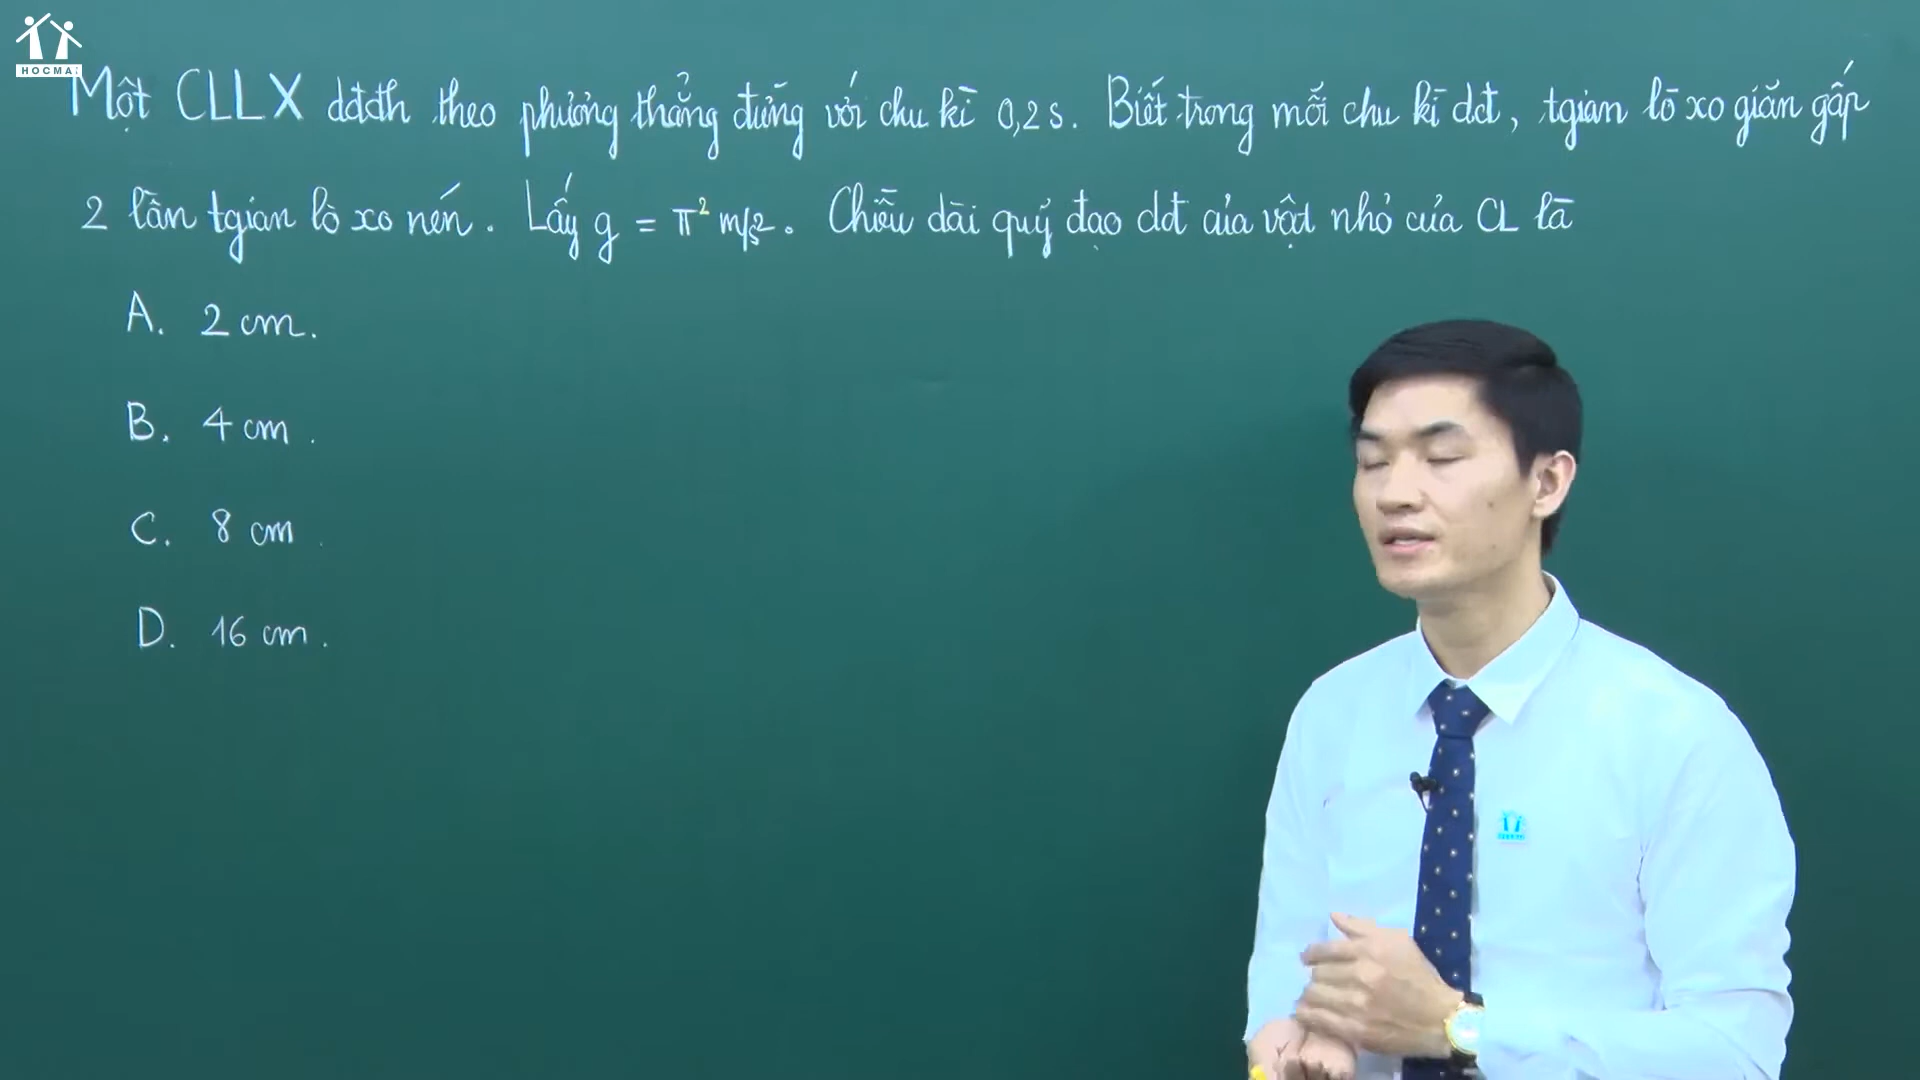 HOCMAI
Một CLLX dđđh theo phương thẳng đứng với chu kì 0,2 s. Biết trong mỗi chu kì dđ, tgian lò xo giãn gấp
2 lần tgian lò xo nén. Lấy g = π² m/s². Chiều dài quỹ đạo dđ của vật nhỏ của CL là
A. 2 cm.
B. 4 cm.
C. 8 cm.
D. 16 cm.